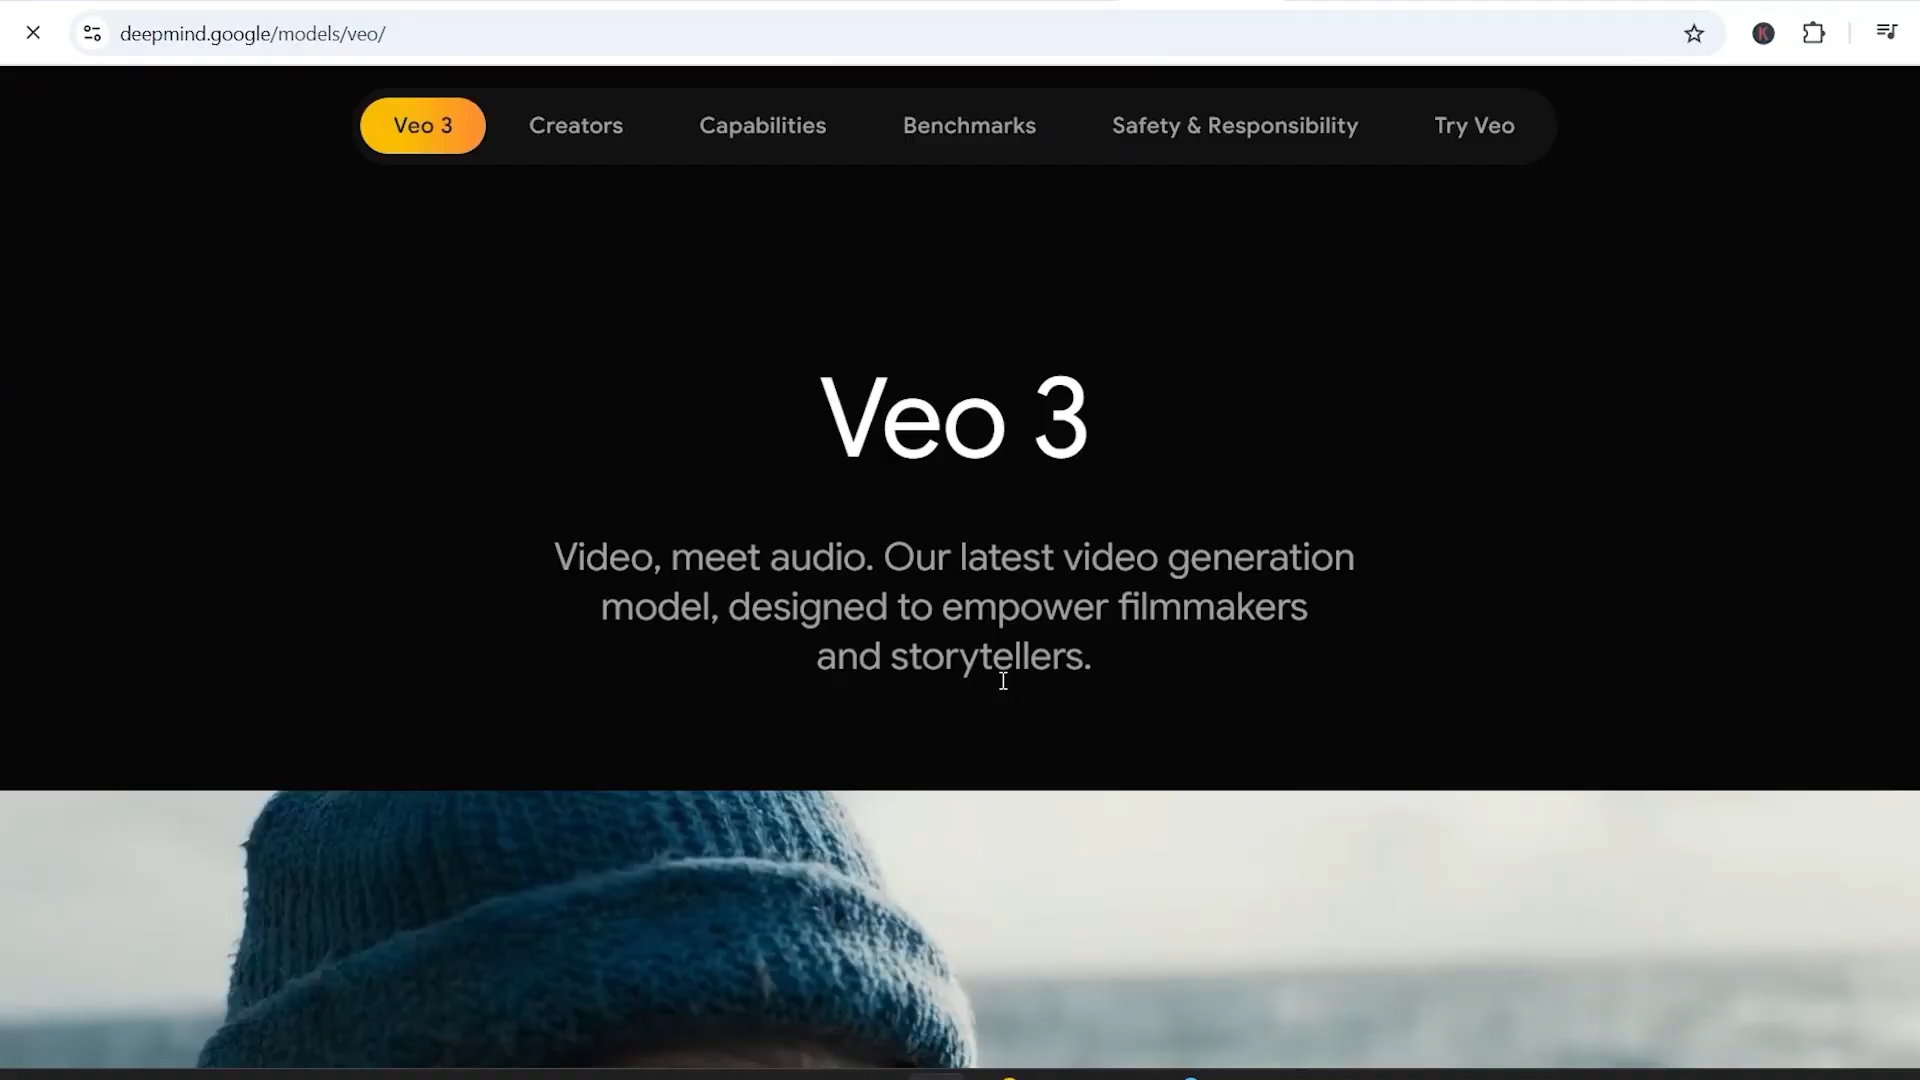 deepmind.google/models/veo/
K
Veo 3
Creators
Capabilities
Benchmarks
Safety & Responsibility
Try Veo
Veo 3
Video, meet audio. Our latest video generation
model, designed to empower filmmakers
and storytellers.